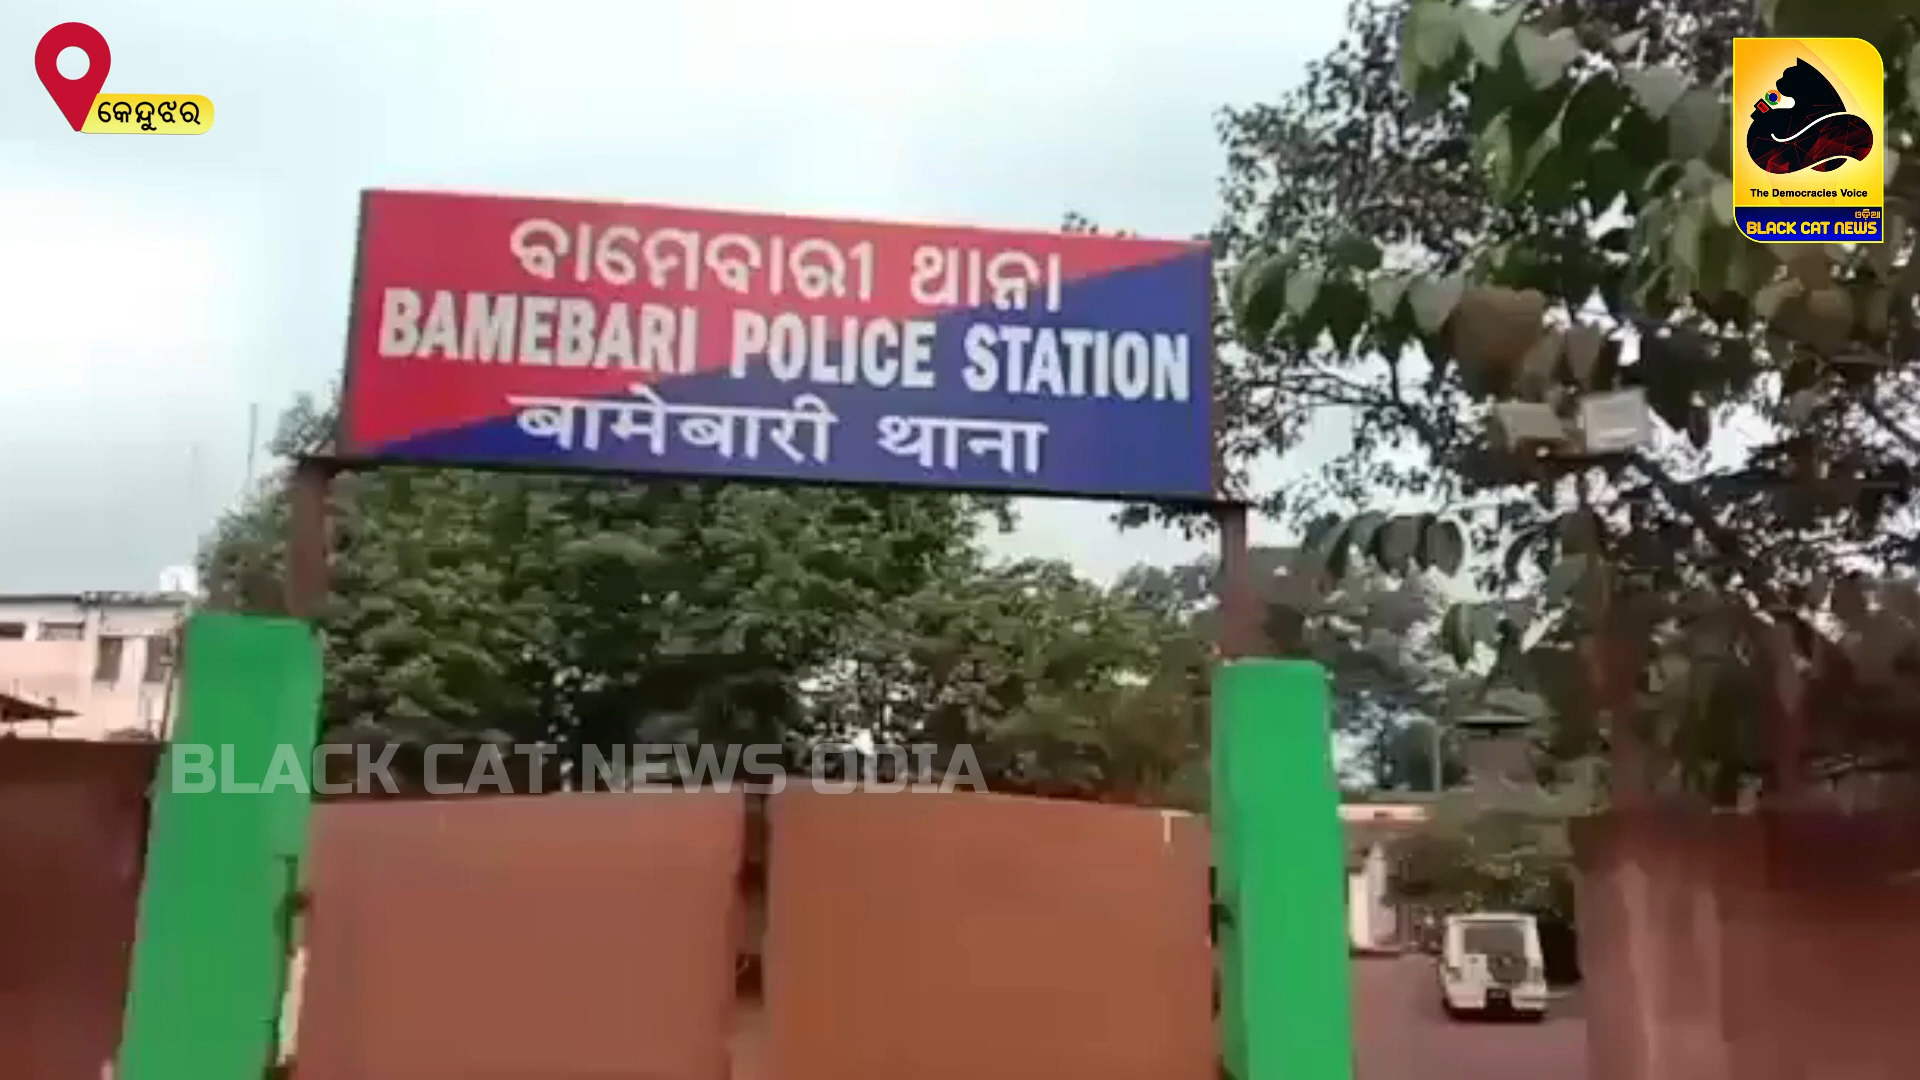 କେନ୍ଦୁଝର
The Democracies Voice
ଓଡ଼ିଆ
BLACK CAT NEWS
ବାମେବାରୀ ଥାନା
BAMEBARI POLICE STATION
बामेबारी थाना
BLACK CAT NEWS ODIA